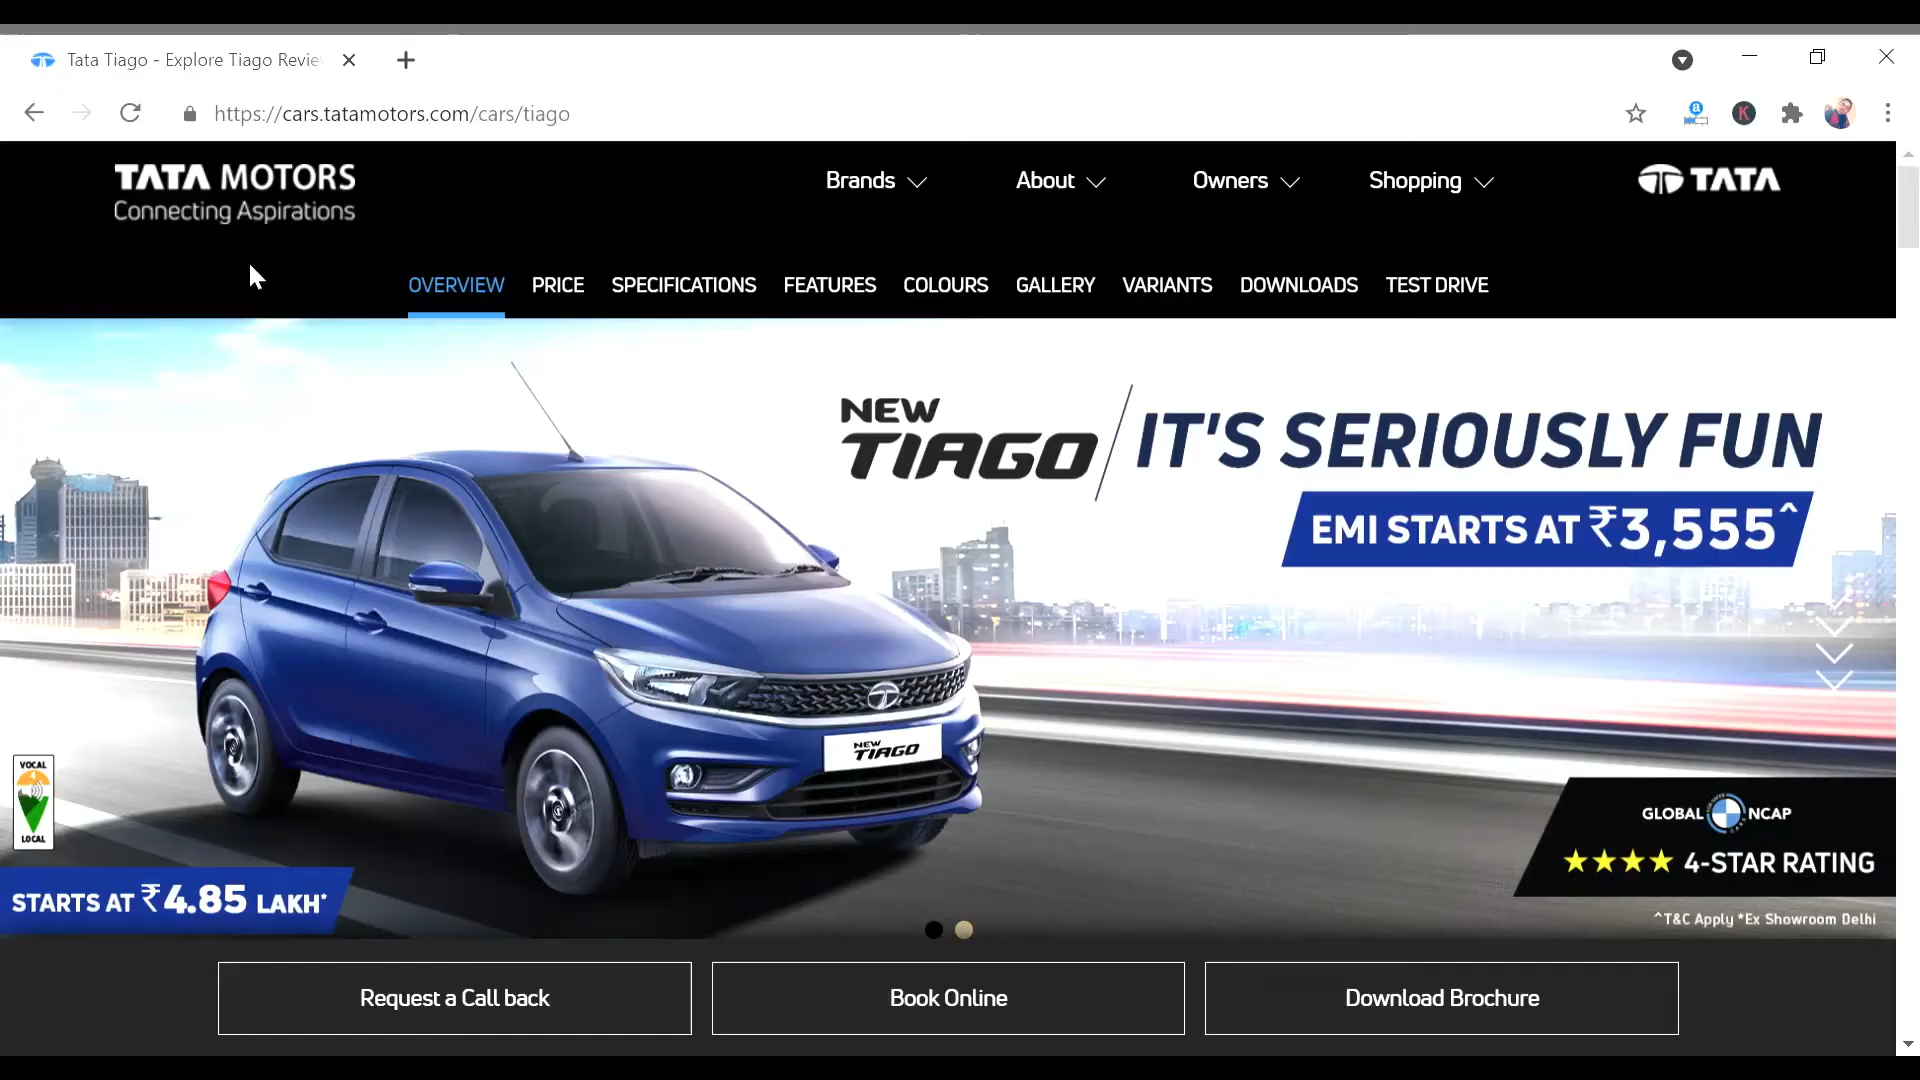 Tata Tiago - Explore Tiago Revie
https://cars.tatamotors.com/cars/tiago
K
TATA MOTORS
Connecting Aspirations
Brands
About
Owners
Shopping
TATA
OVERVIEW
PRICE
SPECIFICATIONS
FEATURES
COLOURS
GALLERY
VARIANTS
DOWNLOADS
TEST DRIVE
NEW
TIAGO
IT'S SERIOUSLY FUN
EMI STARTS AT ₹3,555^
NEW
TIAGO
VOCAL
LOCAL
STARTS AT ₹4.85 LAKH*
GLOBAL NCAP
4-STAR RATING
^T&C Apply *Ex Showroom Delhi
Request a Call back
Book Online
Download Brochure